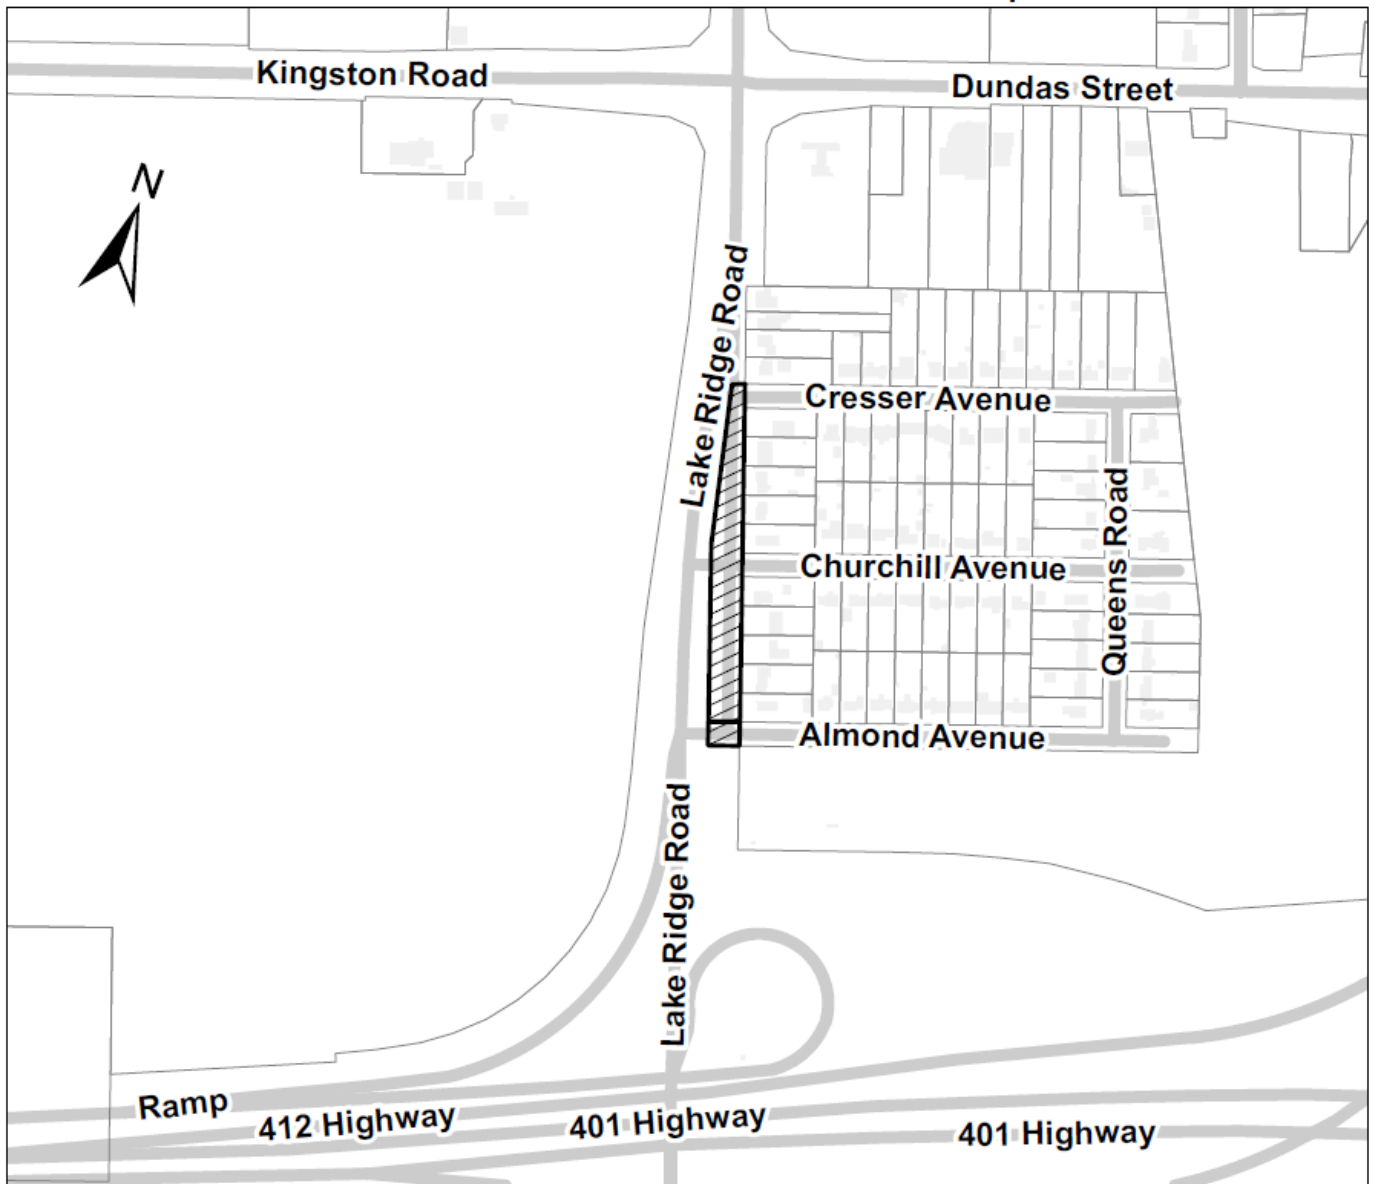 Kingston Road
Dundas Street
N
Lake Ridge Road
Cresser Avenue
Churchill Avenue
Queens Road
Almond Avenue
Lake Ridge Road
Ramp
412 Highway
401 Highway
401 Highway